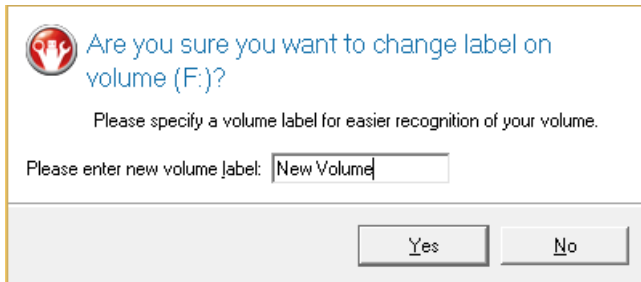 Are you sure you want to change label on
volume (F:)?
Please specify a volume label for easier recognition of your volume.
Please enter new volume label: New Volume
Yes No